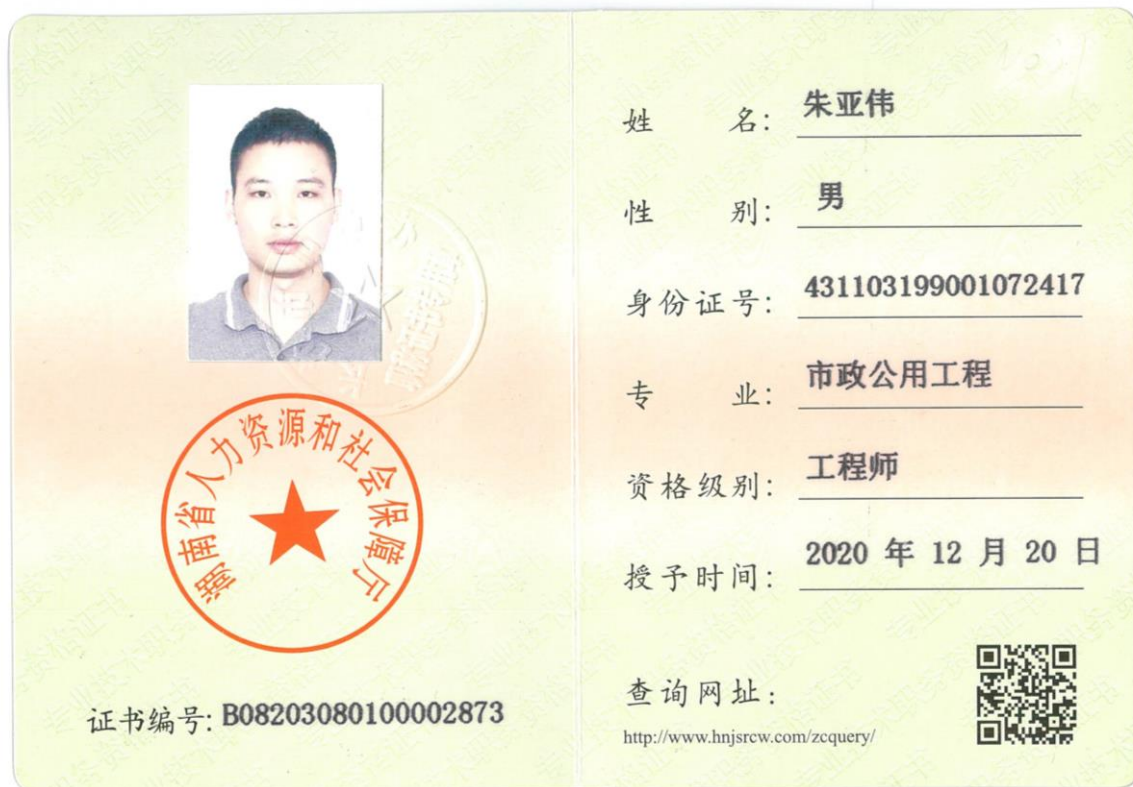 湖南省人力资源和社会保障厅
证书编号: B08203080100002873
姓 名: 朱亚伟
性 别: 男
身份证号: 431103199001072417
专 业: 市政公用工程
资格级别: 工程师
授予时间: 2020 年 12 月 20 日
查询网址:
http://www.hnjsrcw.com/zcquery/